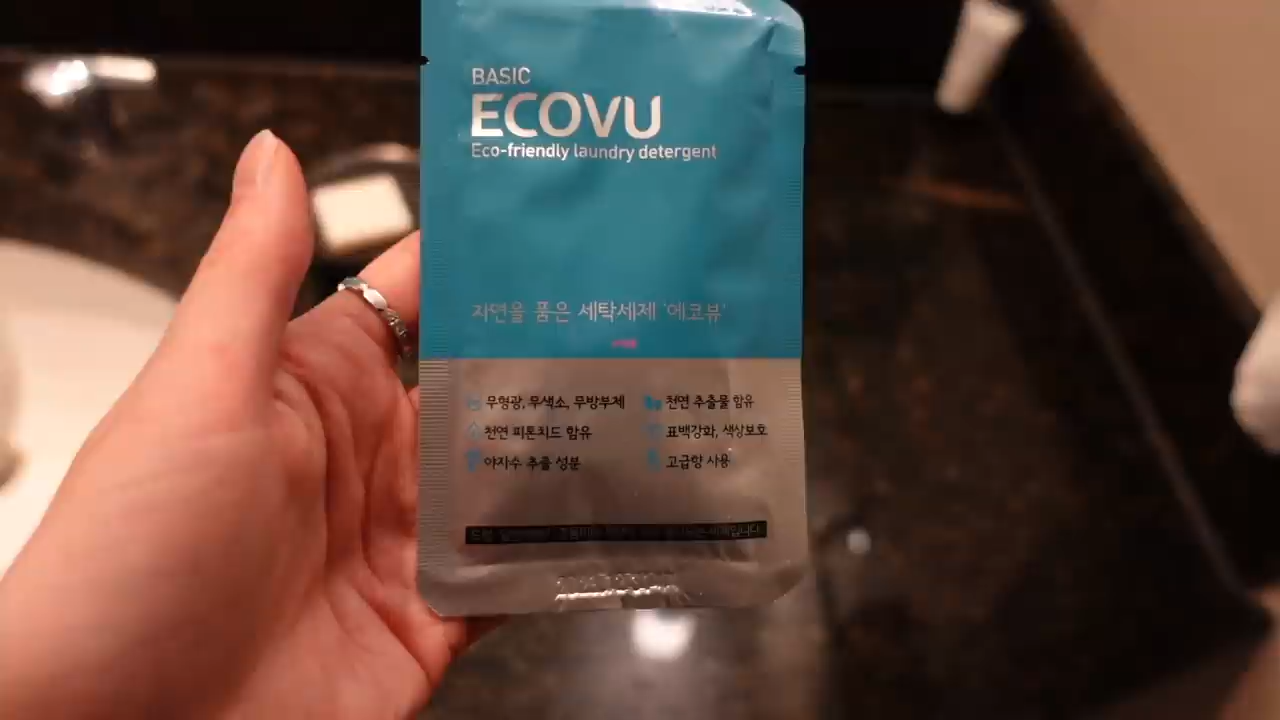 BASIC
ECOVU
Eco-friendly laundry detergent
자연을 품은 세탁세제 '에코뷰'
무형광, 무색소, 무방부제
천연 추출물 함유
천연 피톤치드 함유
표백강화, 색상보호
야자수 추출 성분
고급향 사용